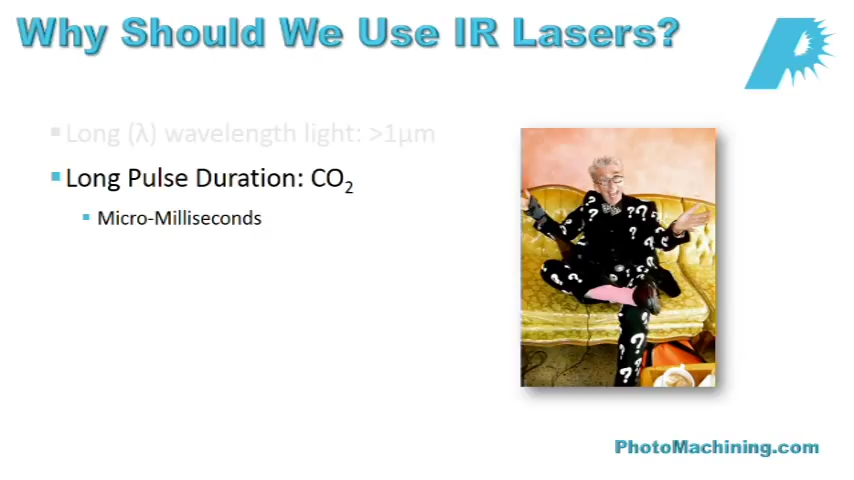 Why Should We Use IR Lasers?
Long (λ) wavelength light: >1μm
Long Pulse Duration: CO₂
Micro-Milliseconds
PhotoMachining.com